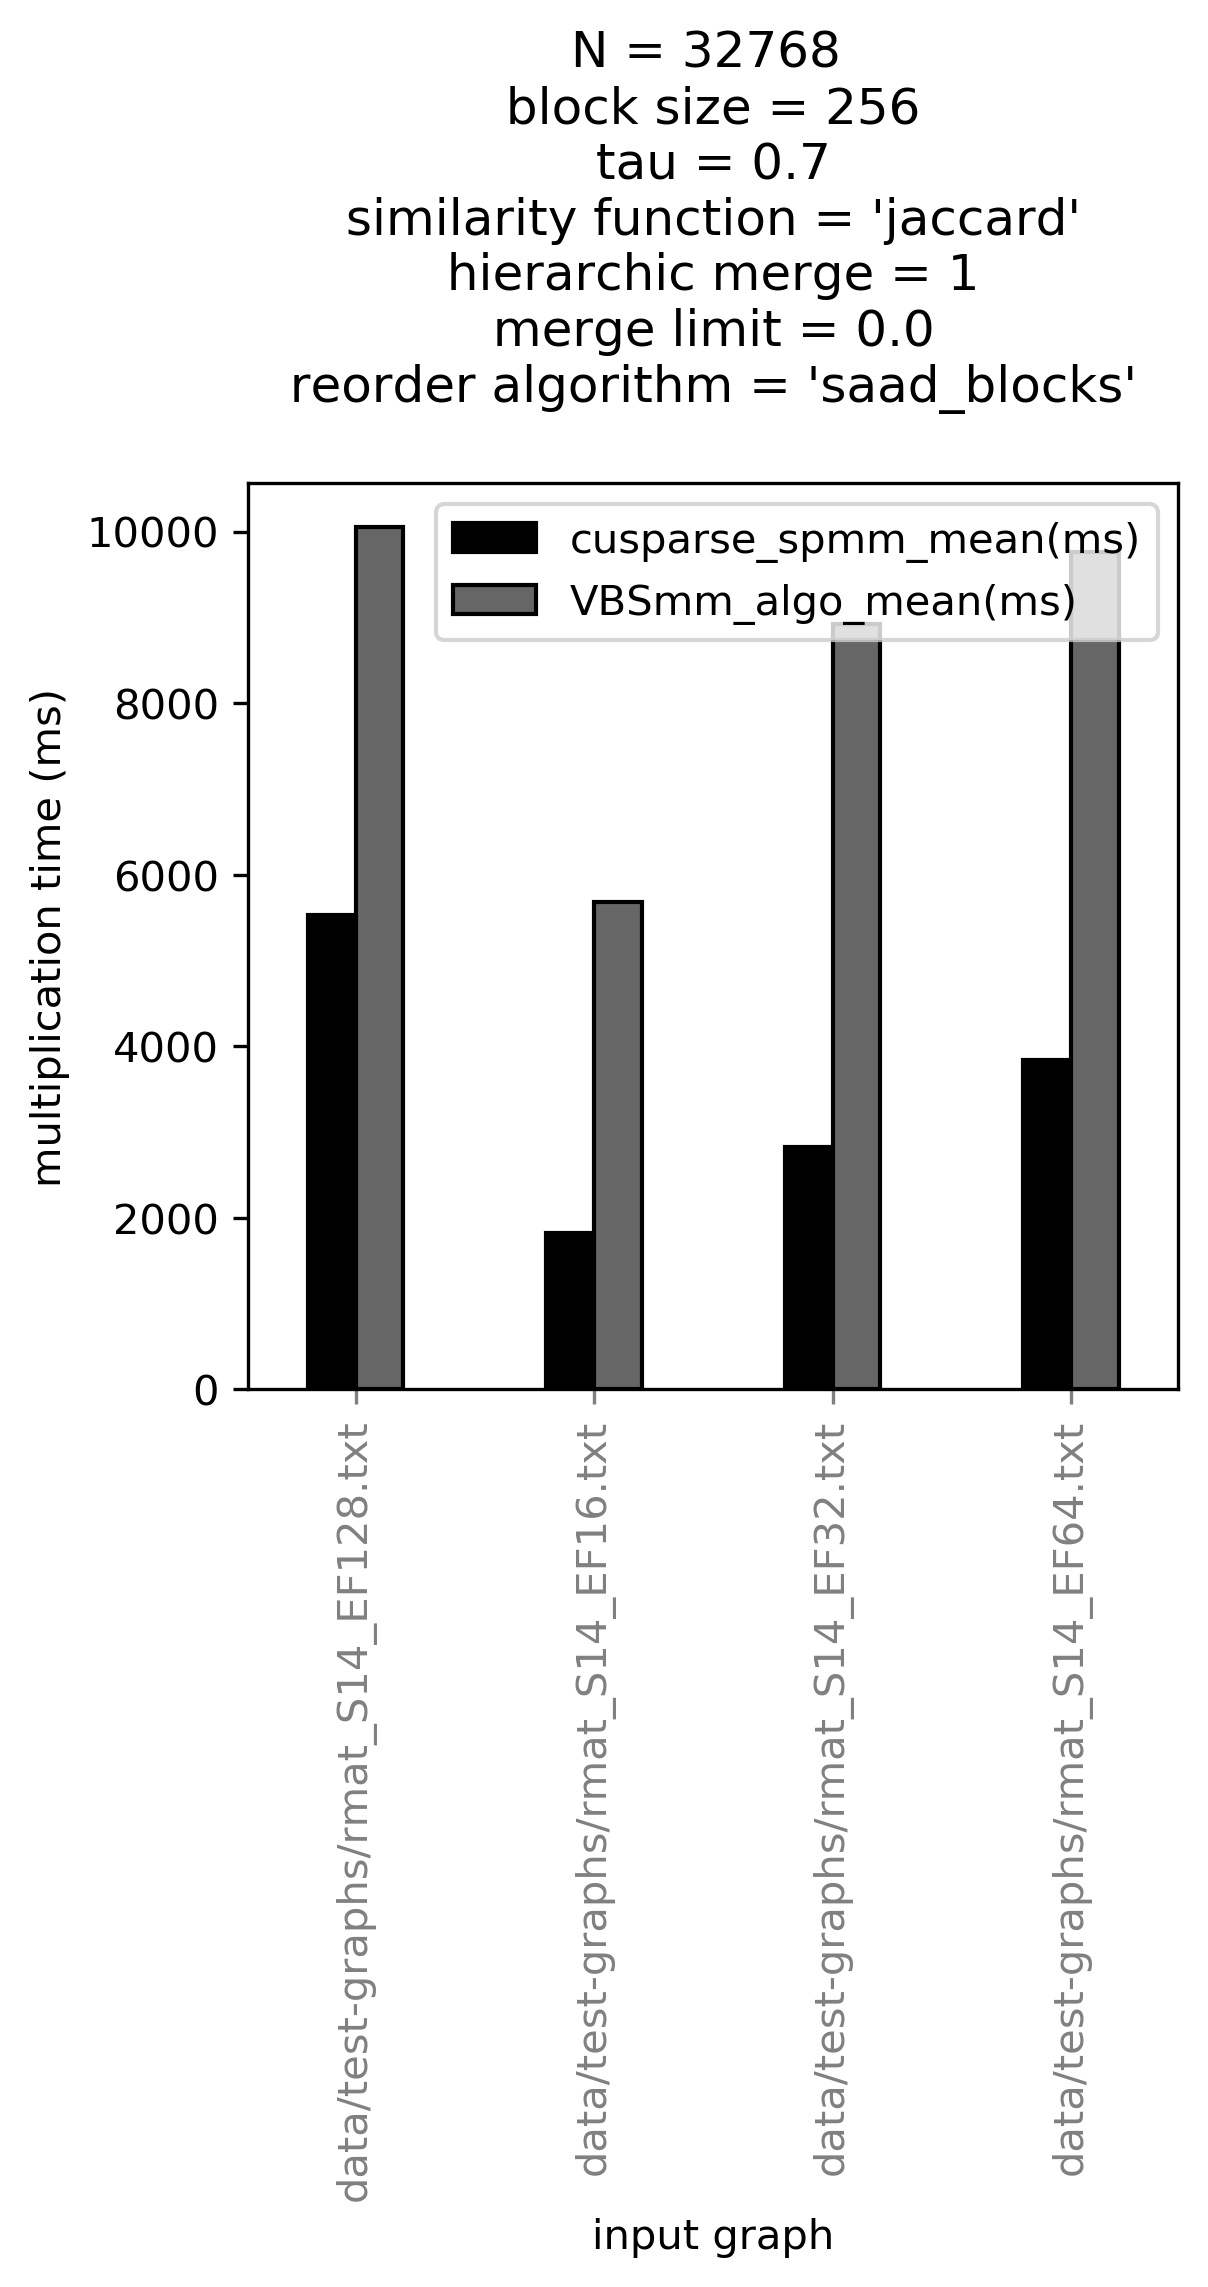 N = 32768
block size = 256
tau = 0.7
similarity function = 'jaccard'
hierarchic merge = 1
merge limit = 0.0
reorder algorithm = 'saad_blocks'
cusparse_spmm_mean(ms)
VBSmm_algo_mean(ms)
multiplication time (ms)
10000
8000
6000
4000
2000
0
data/test-graphs/rmat_S14_EF128.txt
data/test-graphs/rmat_S14_EF16.txt
data/test-graphs/rmat_S14_EF32.txt
data/test-graphs/rmat_S14_EF64.txt
input graph